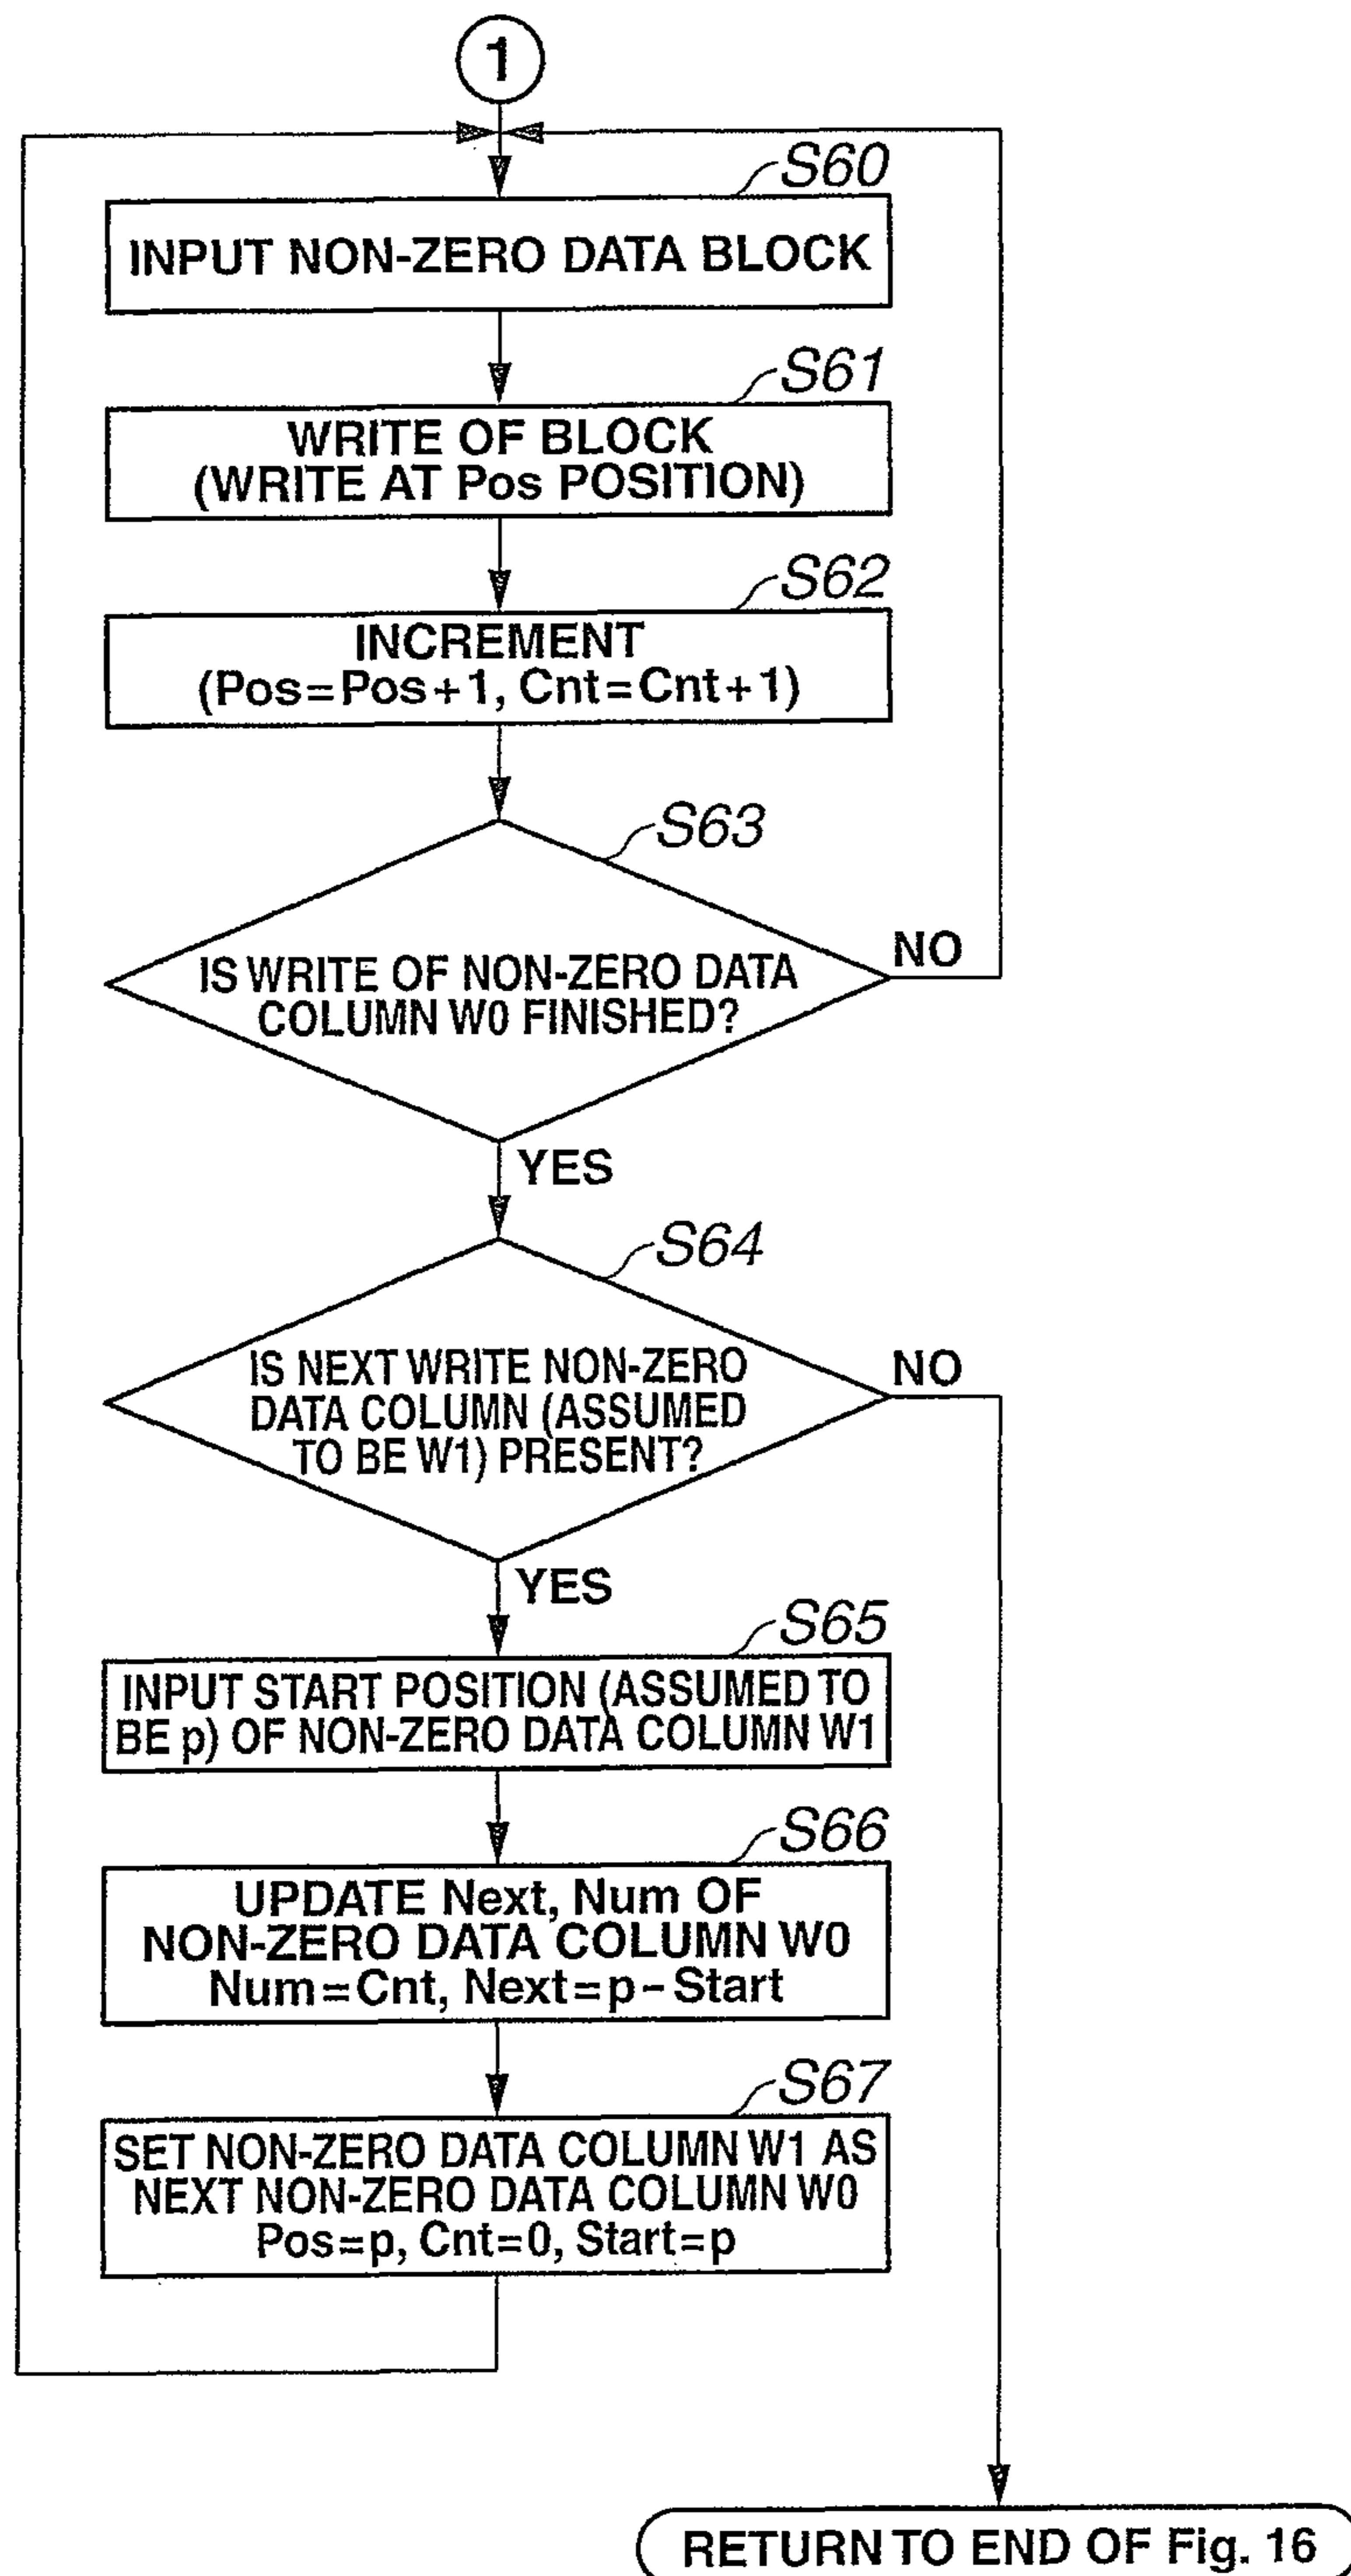 1
S60
INPUT NON-ZERO DATA BLOCK
S61
WRITE OF BLOCK
(WRITE AT Pos POSITION)
S62
INCREMENT
(Pos=Pos+1, Cnt=Cnt+1)
S63
IS WRITE OF NON-ZERO DATA
COLUMN W0 FINISHED?
NO
YES
S64
IS NEXT WRITE NON-ZERO
DATA COLUMN (ASSUMED
TO BE W1) PRESENT?
NO
YES
S65
INPUT START POSITION (ASSUMED TO
BE p) OF NON-ZERO DATA COLUMN W1
S66
UPDATE Next, Num OF
NON-ZERO DATA COLUMN W0
Num=Cnt, Next=p-Start
S67
SET NON-ZERO DATA COLUMN W1 AS
NEXT NON-ZERO DATA COLUMN W0
Pos=p, Cnt=0, Start=p
RETURN TO END OF Fig. 16